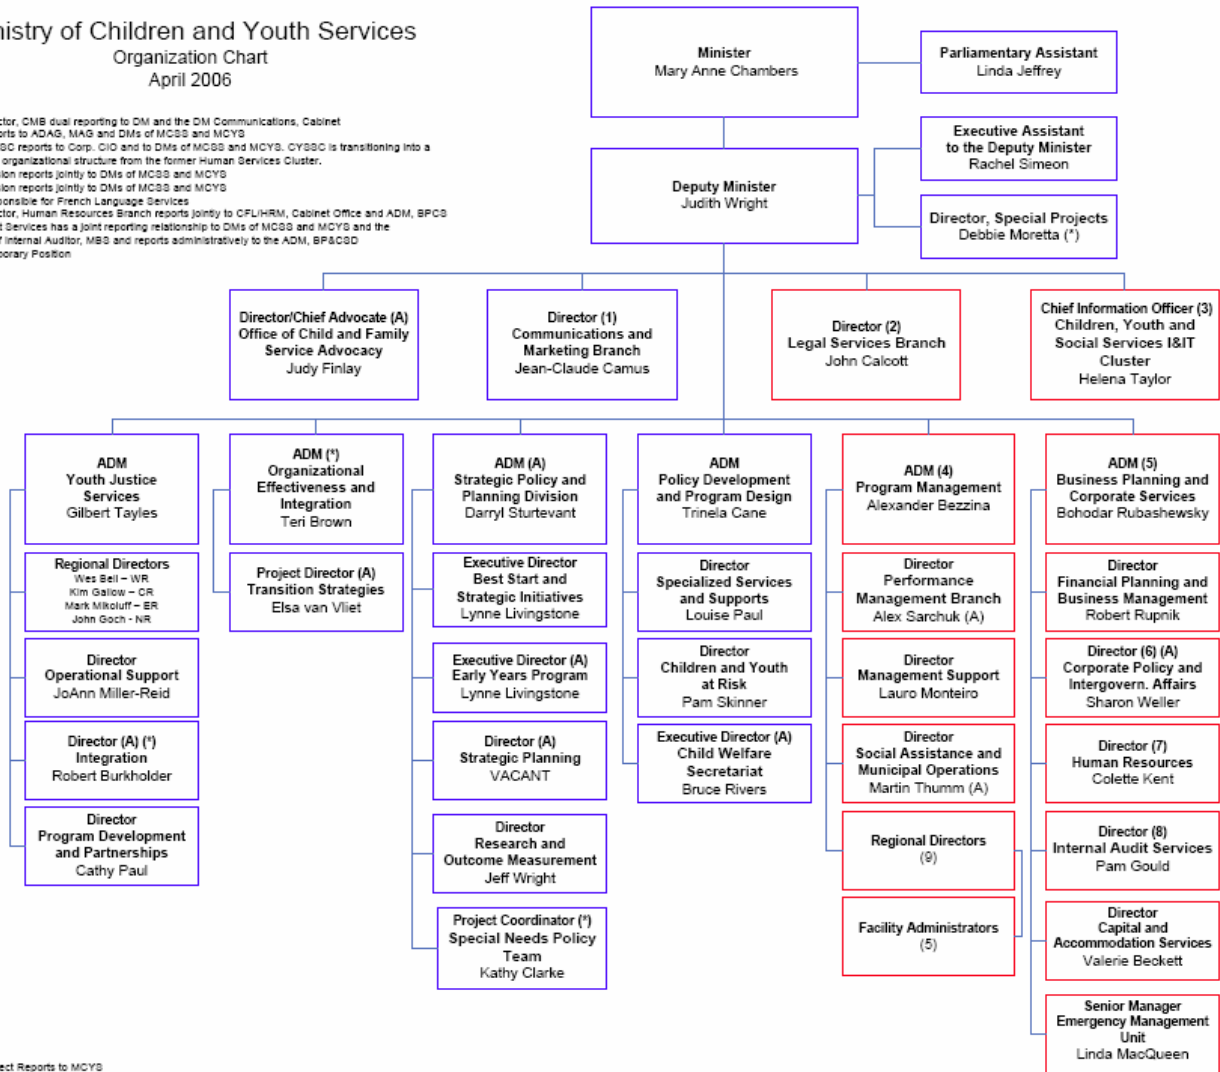 nistry of Children and Youth Services
Organization Chart
April 2006
ctor, CMB dual reporting to DM and the DM Communications, Cabinet
orts to ADAG, MAG and DMs of MCSS and MCYS
SC reports to Corp. CIO and to DMs of MCSS and MCYS. CYSSC is transitioning into a
organizational structure from the former Human Services Cluster.
ion reports jointly to DMs of MCSS and MCYS
ion reports jointly to DMs of MCSS and MCYS
ponsible for French Language Services
ctor, Human Resources Branch reports jointly to CFL/HRM, Cabinet Office and ADM, BPCS
t Services has a joint reporting relationship to DMs of MCSS and MCYS and the
f Internal Auditor, MBS and reports administratively to the ADM, BP&CSD
porary Position
Minister
Mary Anne Chambers
Parliamentary Assistant
Linda Jeffrey
Executive Assistant
to the Deputy Minister
Rachel Simeon
Deputy Minister
Judith Wright
Director, Special Projects
Debbie Moretta (*)
Director/Chief Advocate (A)
Office of Child and Family
Service Advocacy
Judy Finlay
Director (1)
Communications and
Marketing Branch
Jean-Claude Camus
Director (2)
Legal Services Branch
John Calcott
Chief Information Officer (3)
Children, Youth and
Social Services I&IT
Cluster
Helena Taylor
ADM
Youth Justice
Services
Gilbert Tayles
Regional Directors
Wes Bell – WR
Kim Gallow – CR
Mark Mikoluff – ER
John Goch - NR
Director
Operational Support
JoAnn Miller-Reid
Director (A) (*)
Integration
Robert Burkholder
Director
Program Development
and Partnerships
Cathy Paul
ADM (*)
Organizational
Effectiveness and
Integration
Teri Brown
Project Director (A)
Transition Strategies
Elsa van Vliet
ADM (A)
Strategic Policy and
Planning Division
Darryl Sturtevant
Executive Director
Best Start and
Strategic Initiatives
Lynne Livingstone
Executive Director (A)
Early Years Program
Lynne Livingstone
Director (A)
Strategic Planning
VACANT
Director
Research and
Outcome Measurement
Jeff Wright
Project Coordinator (*)
Special Needs Policy
Team
Kathy Clarke
ADM
Policy Development
and Program Design
Trinela Cane
Director
Specialized Services
and Supports
Louise Paul
Director
Children and Youth
at Risk
Pam Skinner
Executive Director (A)
Child Welfare
Secretariat
Bruce Rivers
ADM (4)
Program Management
Alexander Bezzina
Director
Performance
Management Branch
Alex Sarchuk (A)
Director
Management Support
Lauro Monteiro
Director
Social Assistance and
Municipal Operations
Martin Thumm (A)
Regional Directors
(9)
Facility Administrators
(5)
ADM (5)
Business Planning and
Corporate Services
Bohodar Rubashewsky
Director
Financial Planning and
Business Management
Robert Rupnik
Director (6) (A)
Corporate Policy and
Intergovern. Affairs
Sharon Weller
Director (7)
Human Resources
Colette Kent
Director (8)
Internal Audit Services
Pam Gould
Director
Capital and
Accommodation Services
Valerie Beckett
Senior Manager
Emergency Management
Unit
Linda MacQueen
ect Reports to MCYS